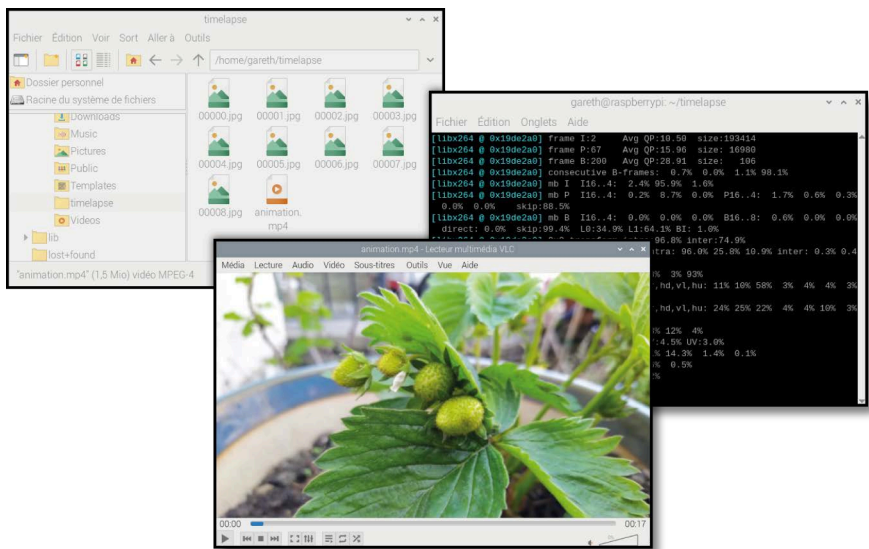 timelapse
Fichier Édition Voir Sort Aller à Outils
/home/gareth/timelapse
Dossier personnel
Racine du système de fichiers
Downloads
Music
Pictures
Public
Templates
timelapse
Videos
lib
lost+found
00000.jpg 00001.jpg 00002.jpg 00003.jpg
00004.jpg 00005.jpg 00006.jpg 00007.jpg
00008.jpg animation.
mp4
"animation.mp4" (1,5 Mio) vidéo MPEG-4
gareth@raspberrypi: ~/timelapse
Fichier Édition Onglets Aide
[libx264 @ 0x19de2a0] frame I:2 Avg QP:10.50 size:193414
[libx264 @ 0x19de2a0] frame P:67 Avg QP:15.96 size: 16980
[libx264 @ 0x19de2a0] frame B:200 Avg QP:28.91 size: 106
[libx264 @ 0x19de2a0] consecutive B-frames: 0.7% 0.0% 1.1% 98.1%
[libx264 @ 0x19de2a0] mb I I16..4: 2.4% 95.9% 1.6%
[libx264 @ 0x19de2a0] mb P I16..4: 0.2% 8.7% 0.0% P16..4: 1.7% 0.6% 0.3%
0.0% 0.0% skip:88.5%
[libx264 @ 0x19de2a0] mb B I16..4: 0.0% 0.0% 0.0% B16..8: 0.6% 0.0% 0.0%
direct: 0.0% skip:99.4% L0:34.9% L1:64.1% BI: 1.0%
96.8% inter:74.9%
96.0% 25.8% 10.9% inter: 0.3% 0.4
3% 93%
,hd,vl,hu: 11% 10% 58% 3% 4% 4% 3%
,hd,vl,hu: 24% 25% 22% 4% 4% 10% 3%
12% 4%
:4.5% UV:3.0%
14.3% 1.4% 0.1%
0.5%
animation.mp4 - Lecteur multimédia VLC
Média Lecture Audio Vidéo Sous-titres Outils Vue Aide
00:00 00:17